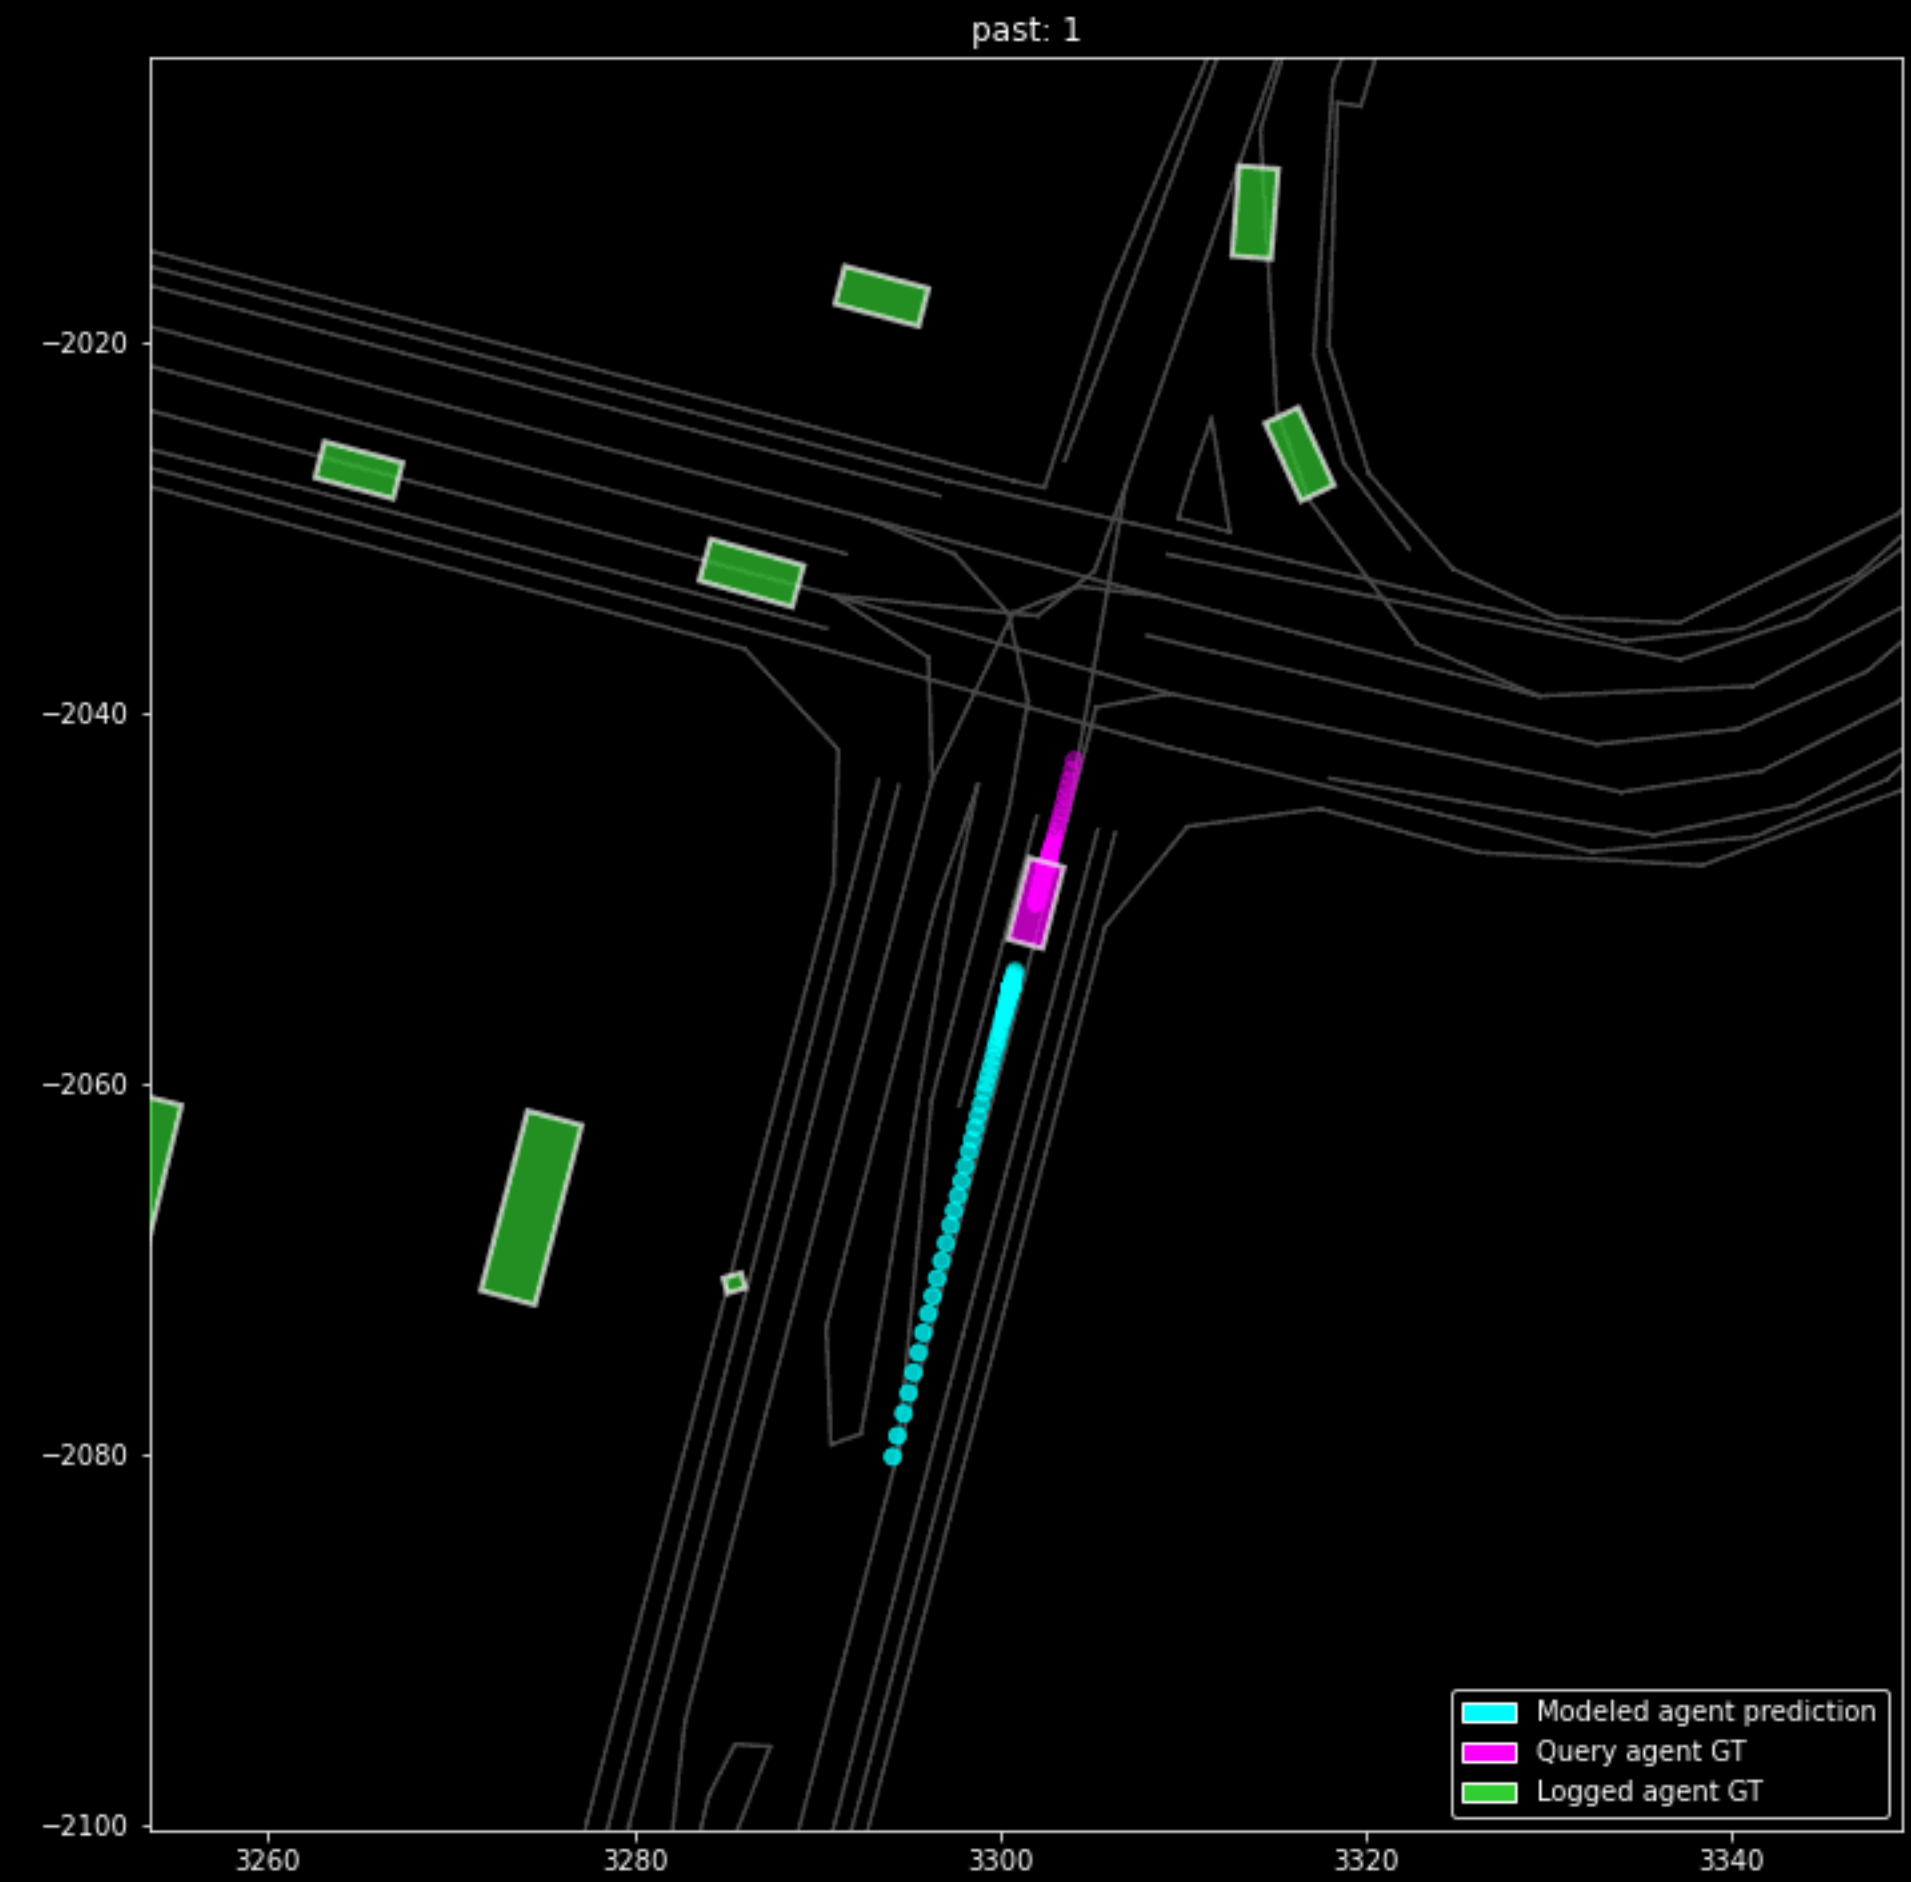 past: 1
−2020
−2040
−2060
−2080
−2100
3260
3280
3300
3320
3340
Modeled agent prediction
Query agent GT
Logged agent GT